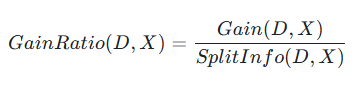 GainRatio(D, X) = Gain(D, X) / SplitInfo(D, X)